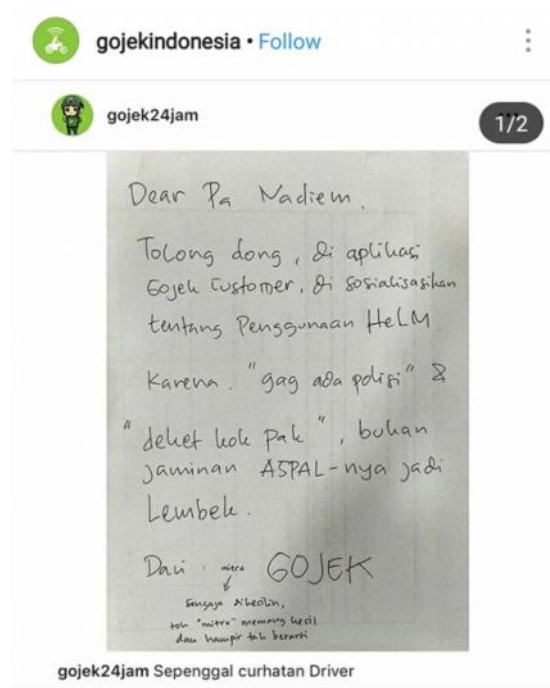 gojekindonesia • Follow
gojek24jam
1/2
Dear Pa Nadiem,
Tolong dong, di aplikasi
Gojek Customer, di sosialisasikan
tentang Penggunaan HeLM
Karena. "gag ada polisi" &
"deket kok pak", bukan
jaminan ASPAL-nya jadi
Lembek.
Dari mitra GOJEK
Sengaja dikecilin,
toh "mitra" memang kecil
dan hampir tak berarti
gojek24jam Sepenggal curhatan Driver